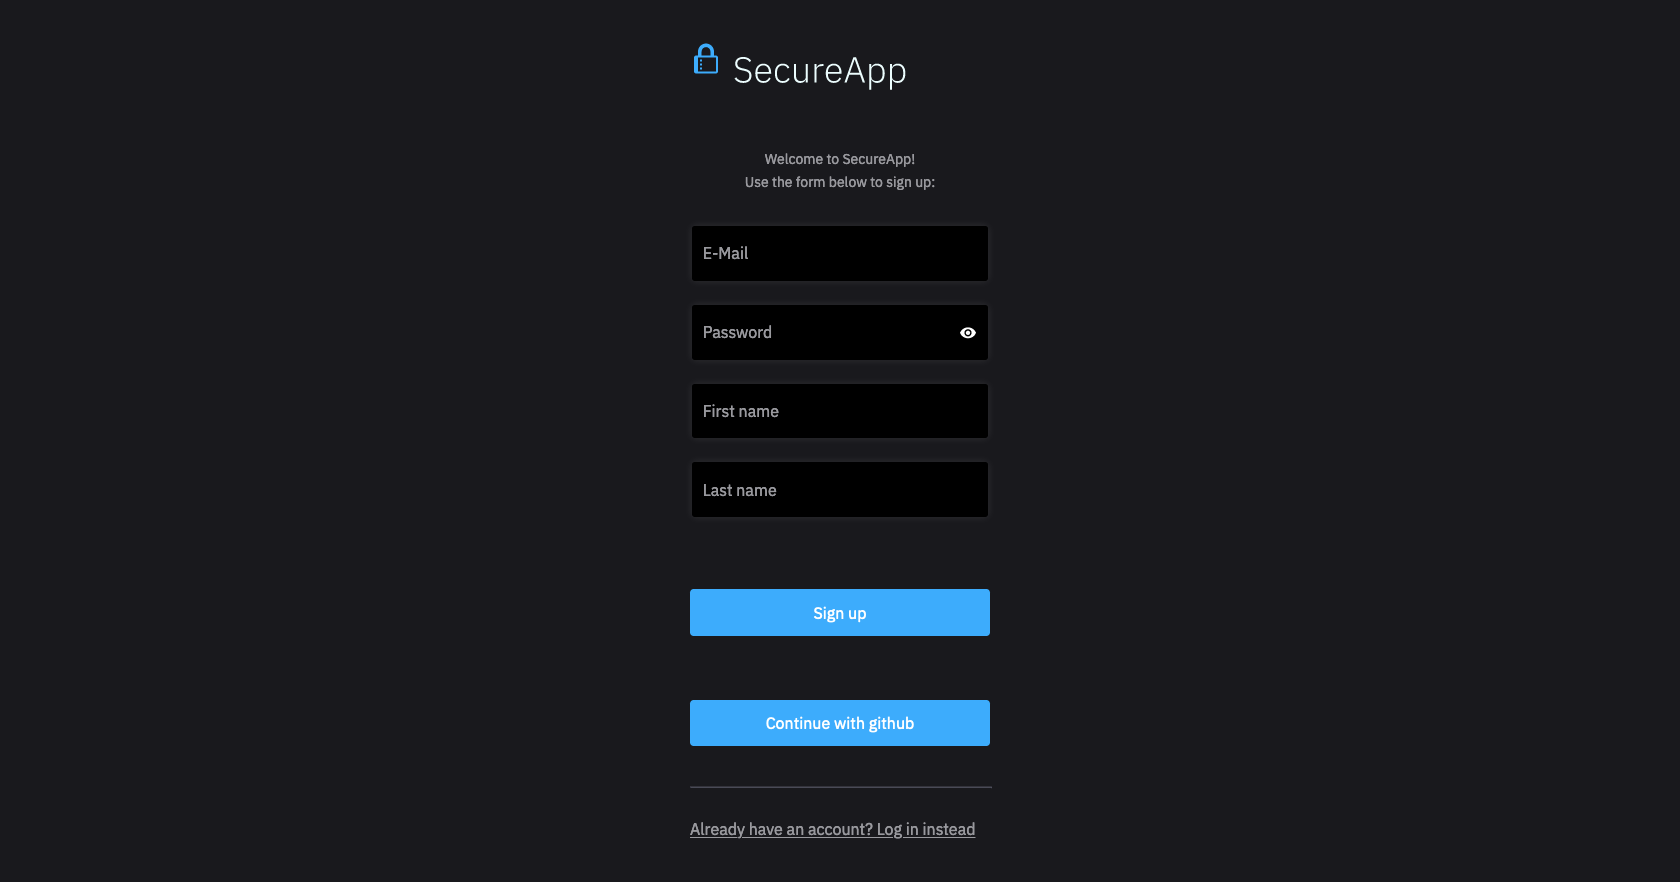 SecureApp
Welcome to SecureApp!
Use the form below to sign up:
E-Mail
Password
First name
Last name
Sign up
Continue with github
Already have an account? Log in instead